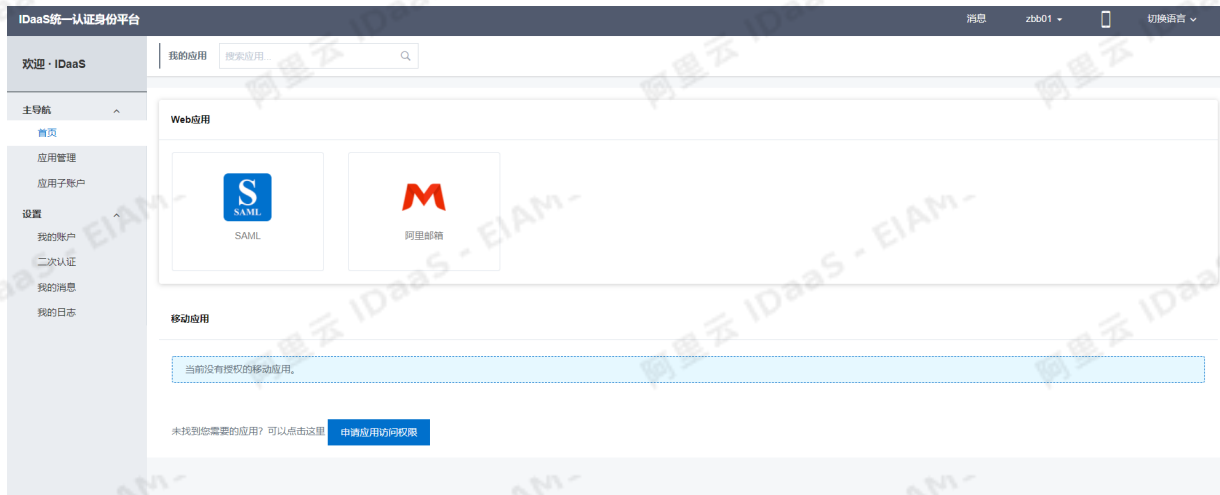 IDaaS统一认证身份平台
消息 zbb01 切换语言
欢迎 · IDaaS
我的应用 搜索应用...
主导航
首页
应用管理
应用子账户
设置
我的账户
二次认证
我的消息
我的日志
Web应用
S
SAML
SAML
阿里邮箱
移动应用
当前没有授权的移动应用。
未找到您需要的应用？可以点击这里 申请应用访问权限
阿里云 IDaaS - EIAM-